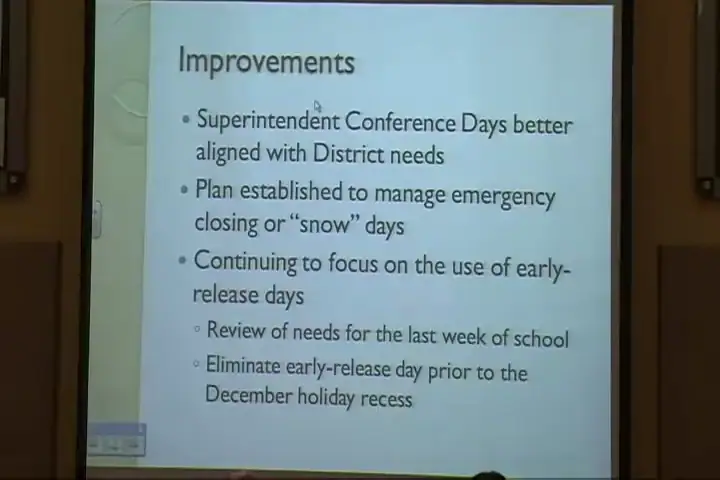 Improvements
• Superintendent Conference Days better
aligned with District needs
• Plan established to manage emergency
closing or “snow” days
• Continuing to focus on the use of early-
release days
◦ Review of needs for the last week of school
◦ Eliminate early-release day prior to the
December holiday recess